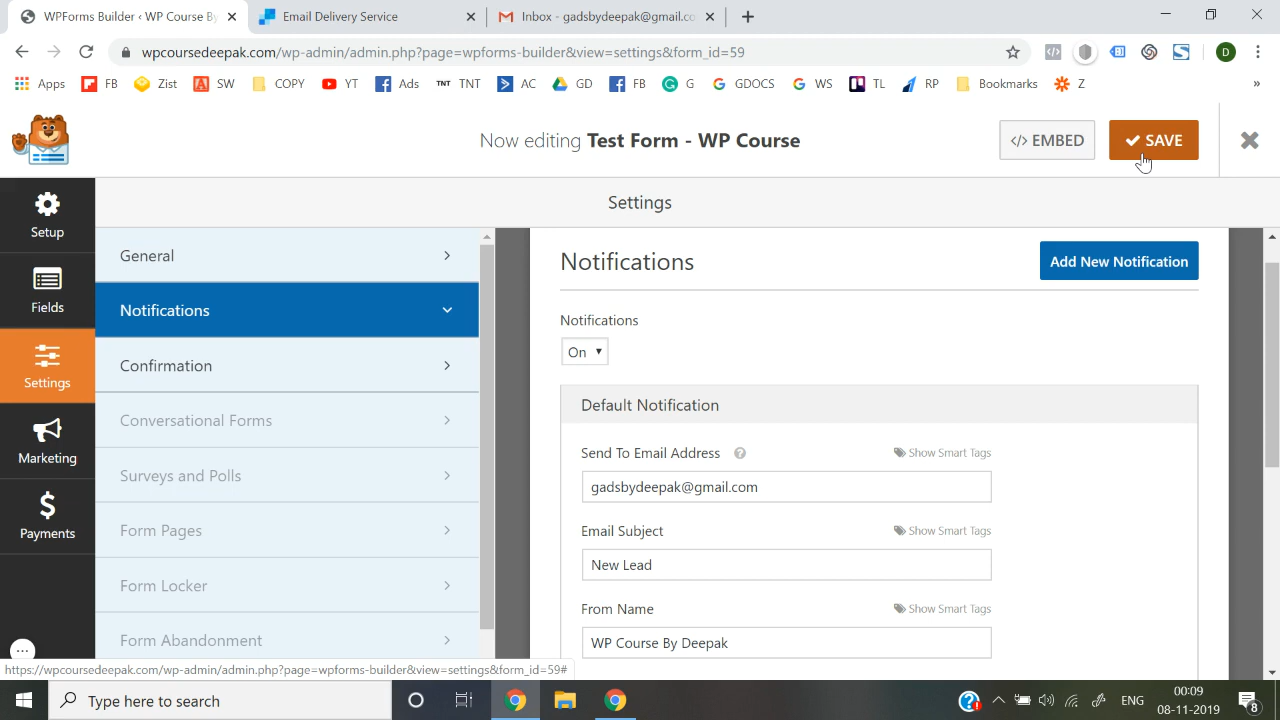 WPForms Builder ‹ WP Course By
Email Delivery Service
Inbox - gadsbydeepak@gmail.co
wpcoursedeepak.com/wp-admin/admin.php?page=wpforms-builder&view=settings&form_id=59
D
Apps FB Zist SW COPY YT Ads TNT TNT AC GD FB G GDOCS WS TL RP Bookmarks Z »
Now editing Test Form - WP Course
</> EMBED
SAVE
Settings
Setup
Fields
Settings
Marketing
Payments
General
Notifications
Confirmation
Conversational Forms
Surveys and Polls
Form Pages
Form Locker
Form Abandonment
Notifications
Add New Notification
Notifications
On
Default Notification
Send To Email Address
Show Smart Tags
gadsbydeepak@gmail.com
Email Subject
Show Smart Tags
New Lead
From Name
Show Smart Tags
WP Course By Deepak
https://wpcoursedeepak.com/wp-admin/admin.php?page=wpforms-builder&view=settings&form_id=59#
Type here to search
ENG
00:09
08-11-2019
8